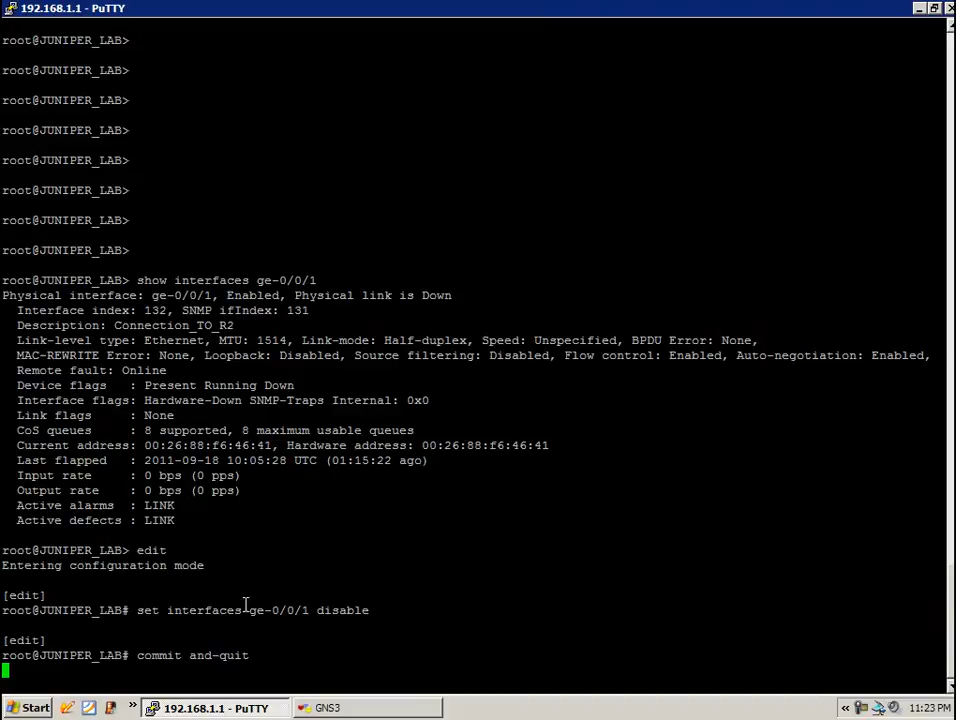 192.168.1.1 - PuTTY
root@JUNIPER_LAB>
root@JUNIPER_LAB>
root@JUNIPER_LAB>
root@JUNIPER_LAB>
root@JUNIPER_LAB>
root@JUNIPER_LAB>
root@JUNIPER_LAB>
root@JUNIPER_LAB>
root@JUNIPER_LAB> show interfaces ge-0/0/1
Physical interface: ge-0/0/1, Enabled, Physical link is Down
Interface index: 132, SNMP ifIndex: 131
Description: Connection_TO_R2
Link-level type: Ethernet, MTU: 1514, Link-mode: Half-duplex, Speed: Unspecified, BPDU Error: None,
MAC-REWRITE Error: None, Loopback: Disabled, Source filtering: Disabled, Flow control: Enabled, Auto-negotiation: Enabled,
Remote fault: Online
Device flags : Present Running Down
Interface flags: Hardware-Down SNMP-Traps Internal: 0x0
Link flags : None
CoS queues : 8 supported, 8 maximum usable queues
Current address: 00:26:88:f6:46:41, Hardware address: 00:26:88:f6:46:41
Last flapped : 2011-09-18 10:05:28 UTC (01:15:22 ago)
Input rate : 0 bps (0 pps)
Output rate : 0 bps (0 pps)
Active alarms : LINK
Active defects : LINK
root@JUNIPER_LAB> edit
Entering configuration mode
[edit]
root@JUNIPER_LAB# set interfaces ge-0/0/1 disable
[edit]
root@JUNIPER_LAB# commit and-quit
Start 192.168.1.1 - PuTTY GNS3 11:23 PM